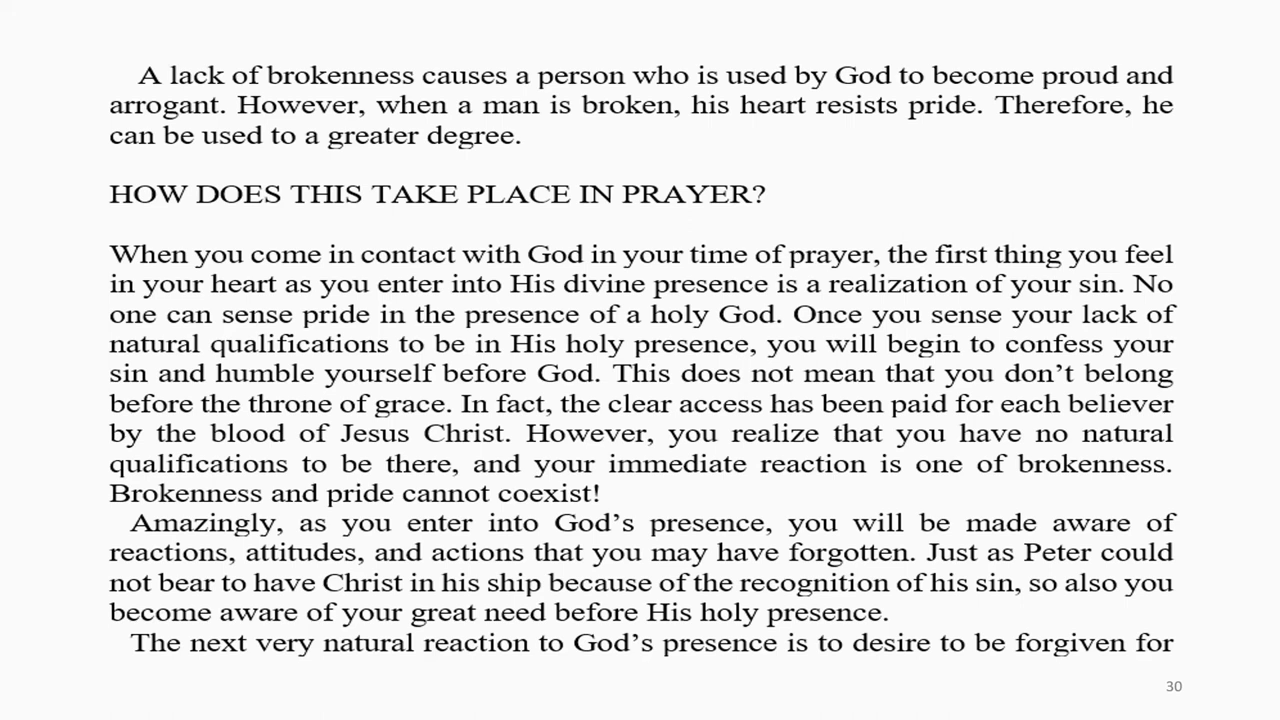 A lack of brokenness causes a person who is used by God to become proud and
arrogant. However, when a man is broken, his heart resists pride. Therefore, he
can be used to a greater degree.
HOW DOES THIS TAKE PLACE IN PRAYER?
When you come in contact with God in your time of prayer, the first thing you feel
in your heart as you enter into His divine presence is a realization of your sin. No
one can sense pride in the presence of a holy God. Once you sense your lack of
natural qualifications to be in His holy presence, you will begin to confess your
sin and humble yourself before God. This does not mean that you don’t belong
before the throne of grace. In fact, the clear access has been paid for each believer
by the blood of Jesus Christ. However, you realize that you have no natural
qualifications to be there, and your immediate reaction is one of brokenness.
Brokenness and pride cannot coexist!
Amazingly, as you enter into God’s presence, you will be made aware of
reactions, attitudes, and actions that you may have forgotten. Just as Peter could
not bear to have Christ in his ship because of the recognition of his sin, so also you
become aware of your great need before His holy presence.
The next very natural reaction to God’s presence is to desire to be forgiven for
30